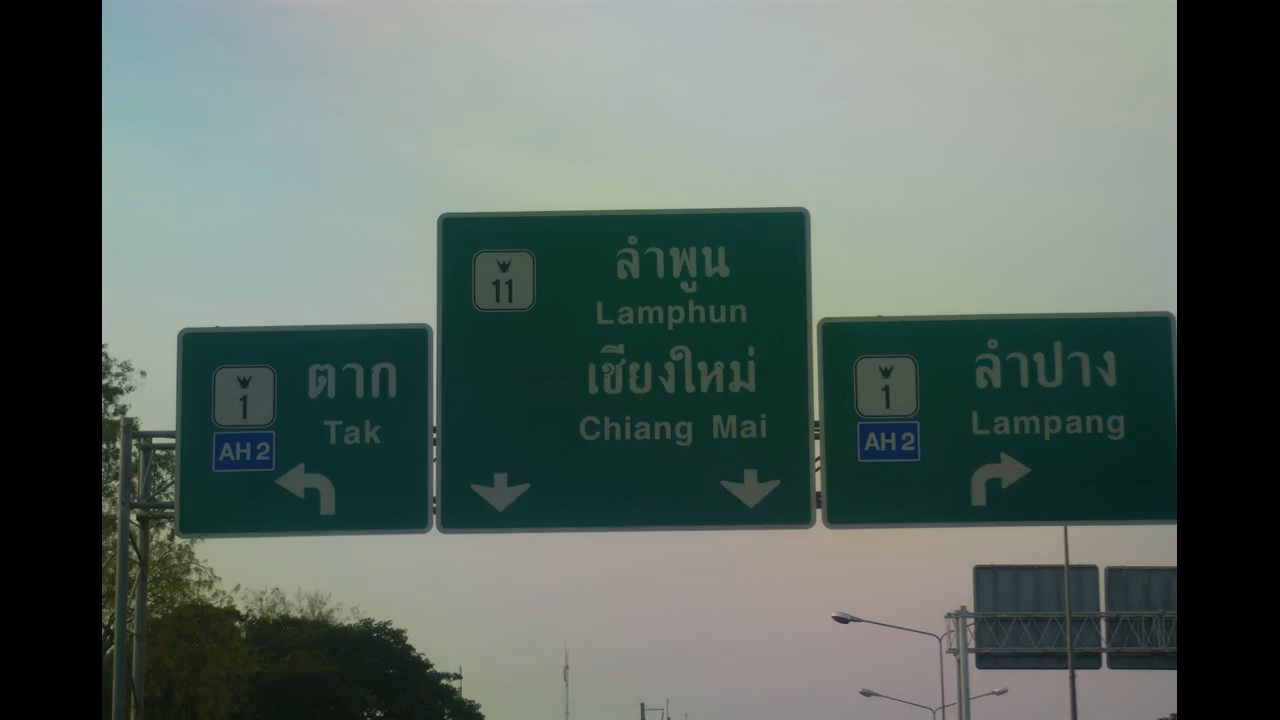 1
AH 2
ตาก
Tak
11
ลำพูน
Lamphun
เชียงใหม่
Chiang Mai
1
AH 2
ลำปาง
Lampang